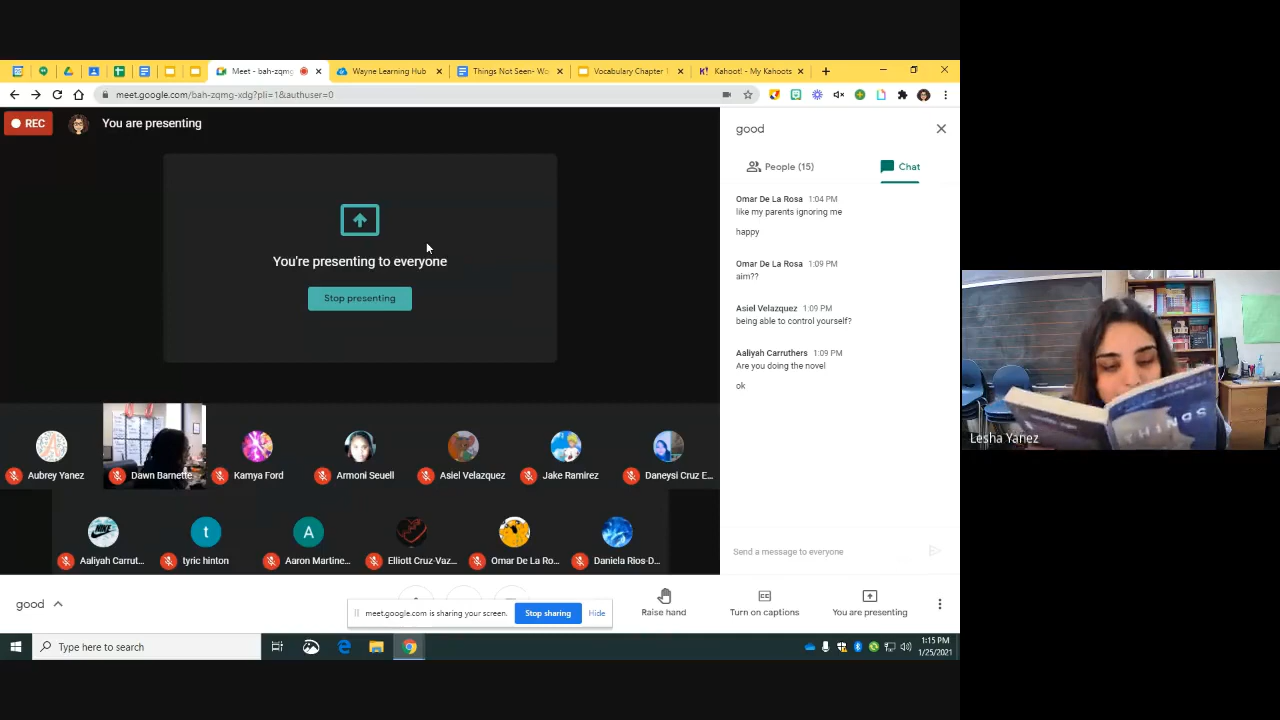 Meet - bah-zqmg
Wayne Learning Hub
Things Not Seen- Wo
Vocabulary Chapter
Kahoot! - My Kahoots
meet.google.com/bah-zqmg-xdg?pli=1&authuser=0
REC
You are presenting
good
People (15)
Chat
You're presenting to everyone
Stop presenting
Omar De La Rosa 1:04 PM
like my parents ignoring me
happy
Omar De La Rosa 1:09 PM
aim??
Asiel Velazquez 1:09 PM
being able to control yourself?
Aaliyah Carruthers 1:09 PM
Are you doing the novel
ok
Aubrey Yanez
Dawn Barnette
Kamya Ford
Armoni Seuell
Asiel Velazquez
Jake Ramirez
Daneysi Cruz E...
NIKE
t
A
Aaliyah Carrut...
tyric hinton
Aaron Martine...
Elliott Cruz-Vaz...
Omar De La Ro...
Daniela Rios-D...
Send a message to everyone
good
meet.google.com is sharing your screen.
Stop sharing
Hide
Raise hand
Turn on captions
You are presenting
Type here to search
1:15 PM
1/25/2021
THINGS
Lesha Yanez